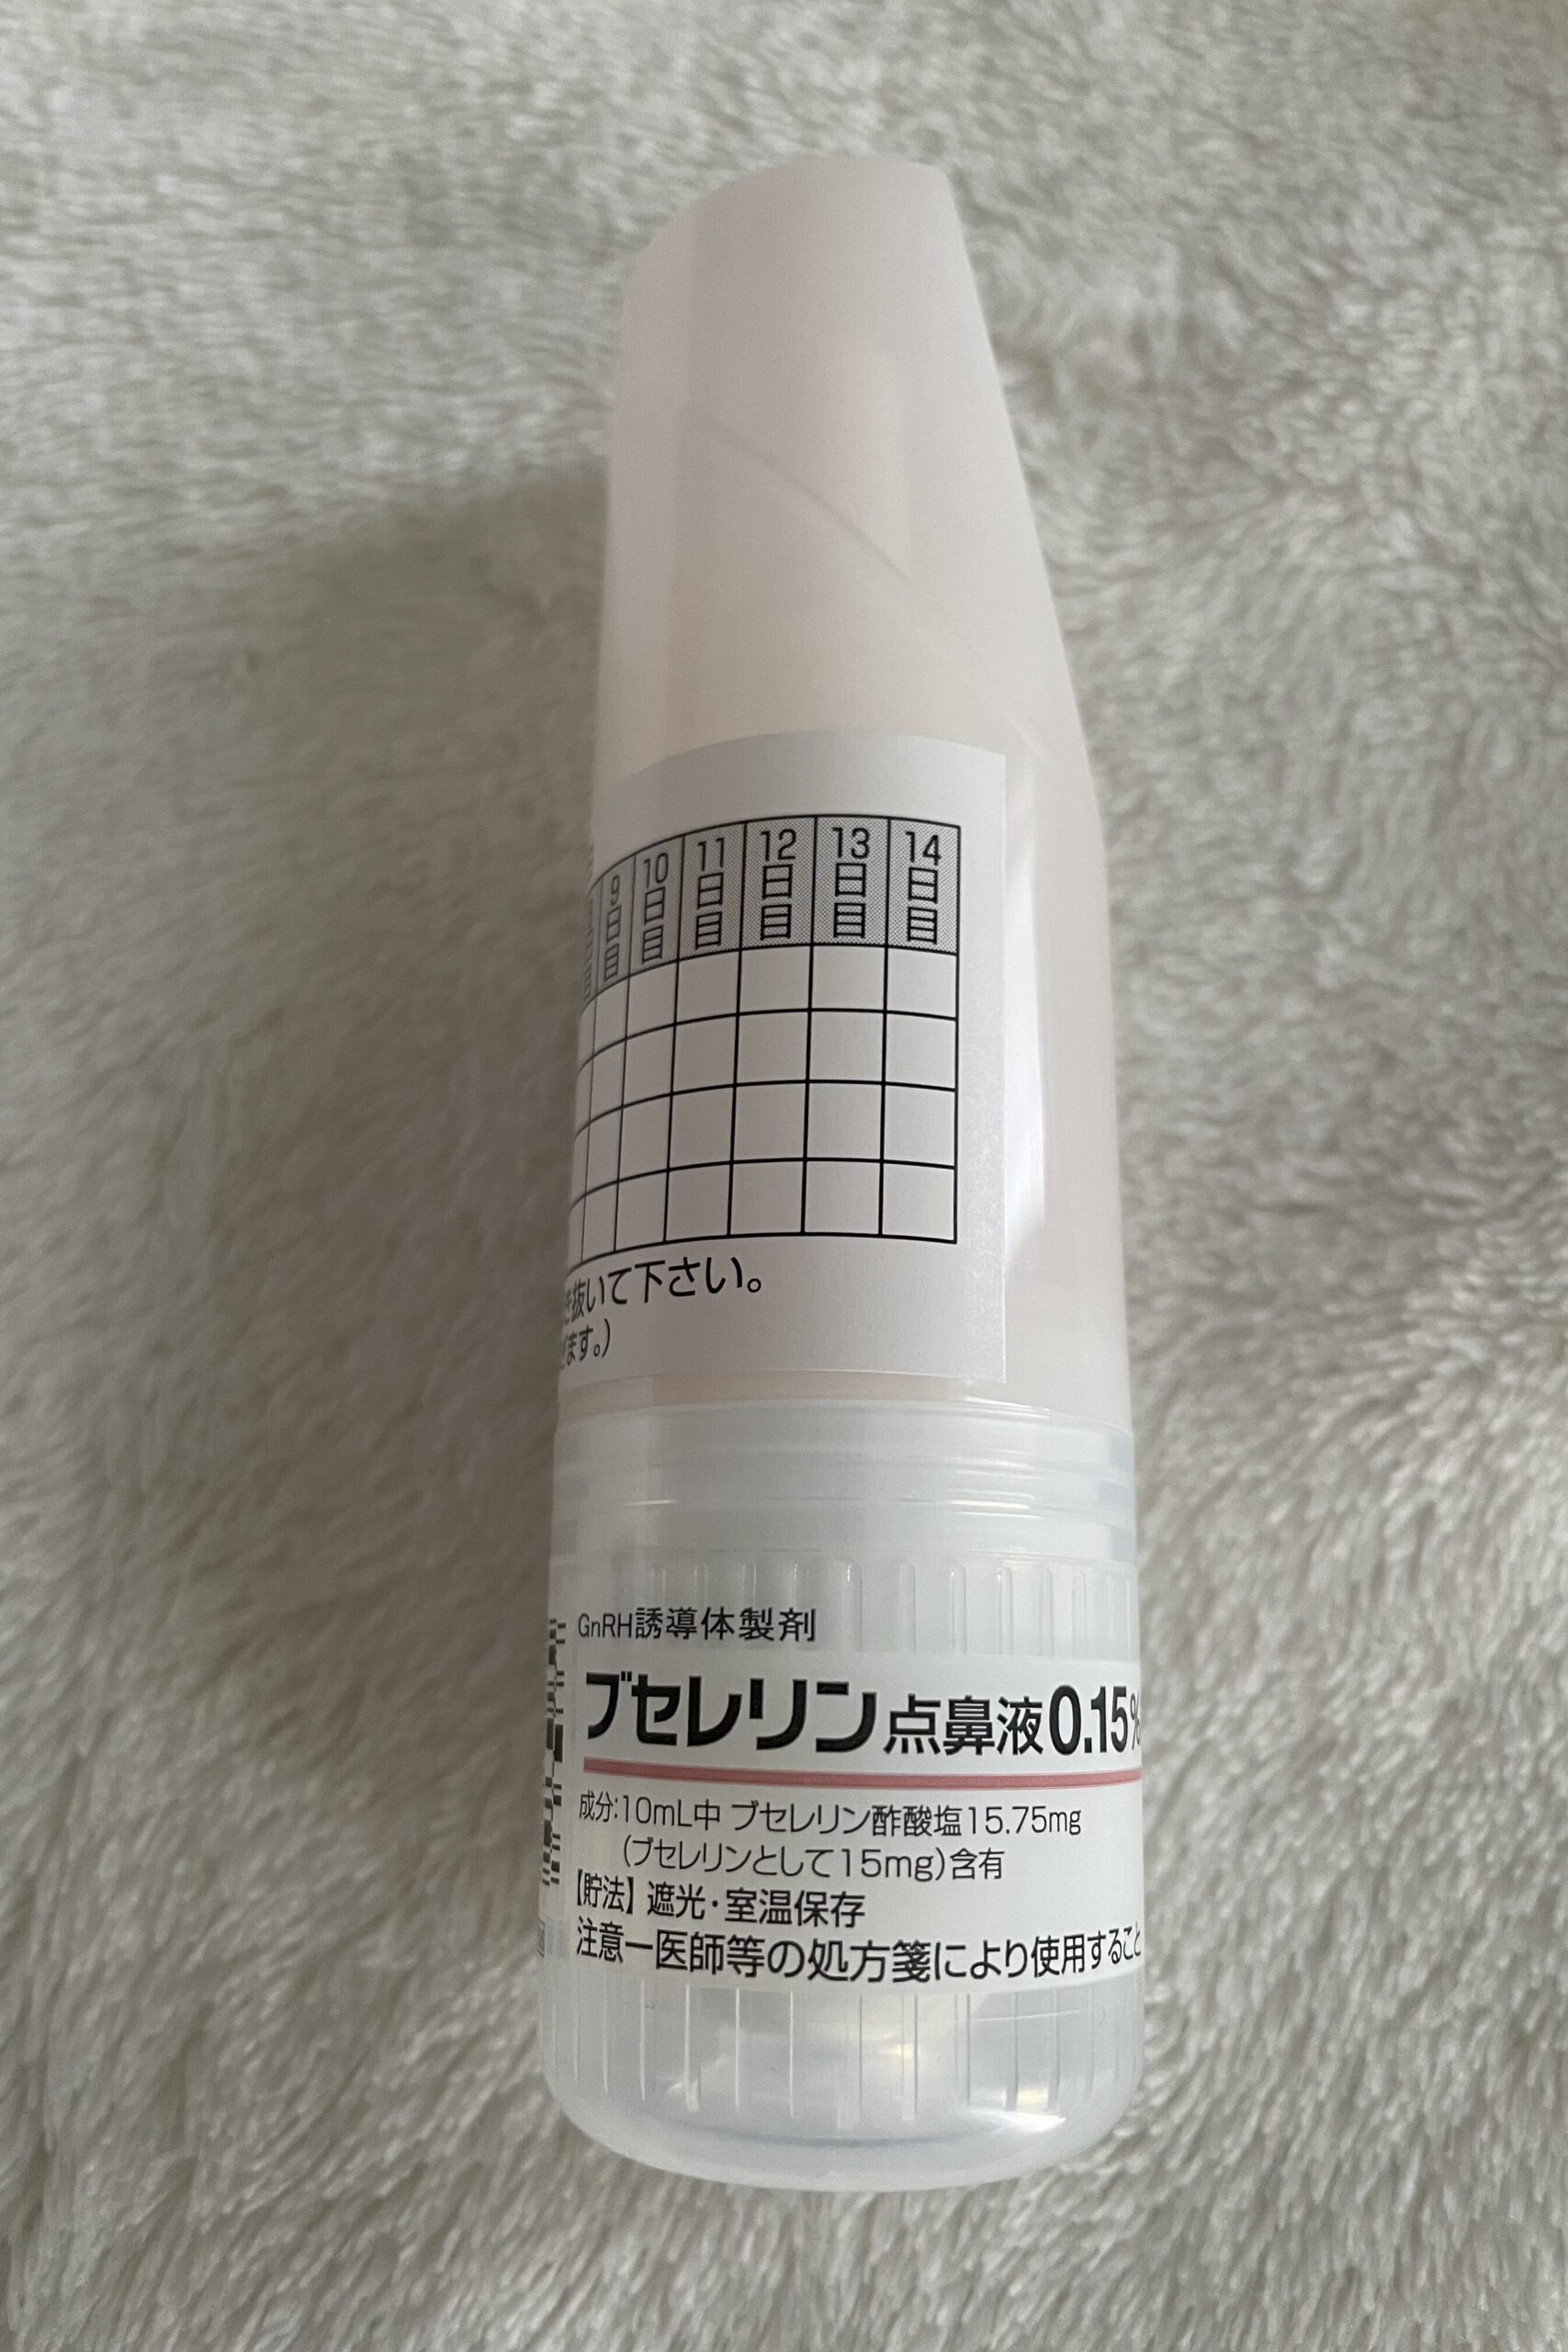 9日目 10日目 11日目 12日目 13日目 14日目
抜いて下さい。
ます。)
GnRH誘導体製剤
ブセレリン点鼻液0.15%
成分:10mL中 ブセレリン酢酸塩15.75mg
(ブセレリンとして15mg)含有
【貯法】遮光・室温保存
注意ー医師等の処方箋により使用すること